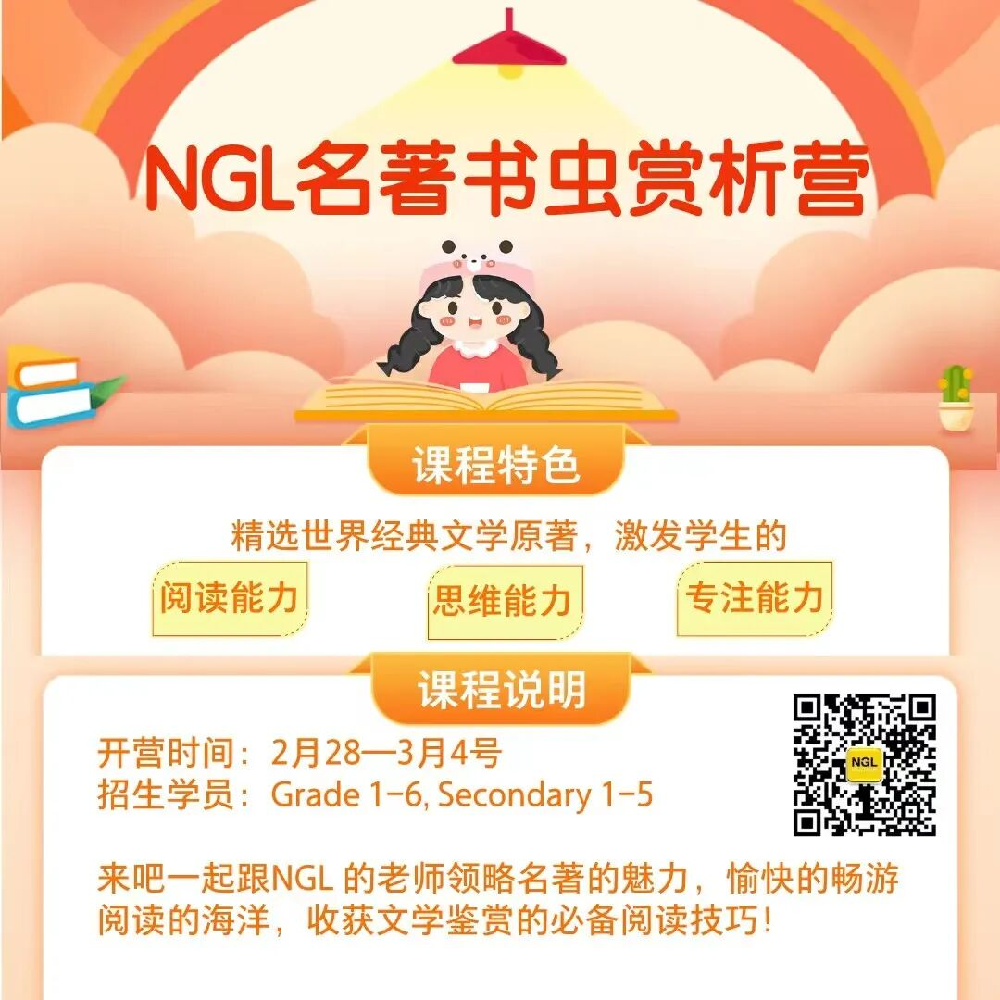 NGL名著书虫赏析营
课程特色
精选世界经典文学原著，激发学生的
阅读能力
思维能力
专注能力
课程说明
开营时间：2月28—3月4号
招生学员：Grade 1-6, Secondary 1-5
NGL
来吧一起跟NGL 的老师领略名著的魅力，愉快的畅游
阅读的海洋，收获文学鉴赏的必备阅读技巧！